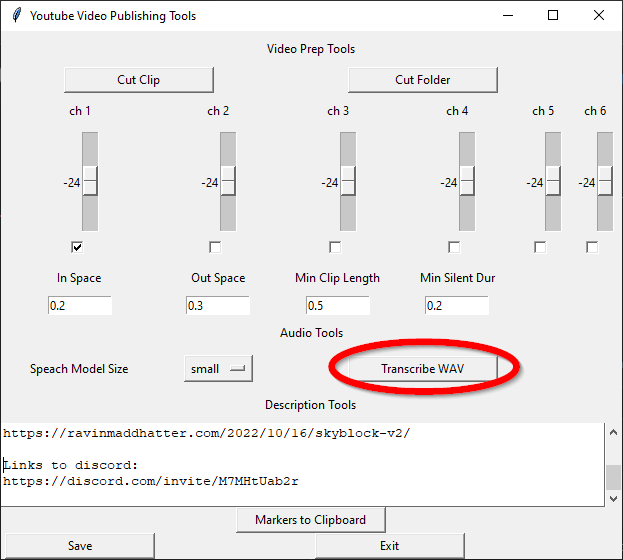 Youtube Video Publishing Tools
Video Prep Tools
Cut Clip Cut Folder
ch 1 ch 2 ch 3 ch 4 ch 5 ch 6
-24 -24 -24 -24 -24 -24
In Space Out Space Min Clip Length Min Silent Dur
0.2 0.3 0.5 0.2
Audio Tools
Speach Model Size small Transcribe WAV
Description Tools
https://ravinmaddhatter.com/2022/10/16/skyblock-v2/
Links to discord:
https://discord.com/invite/M7MHtUab2r
Markers to Clipboard
Save Exit